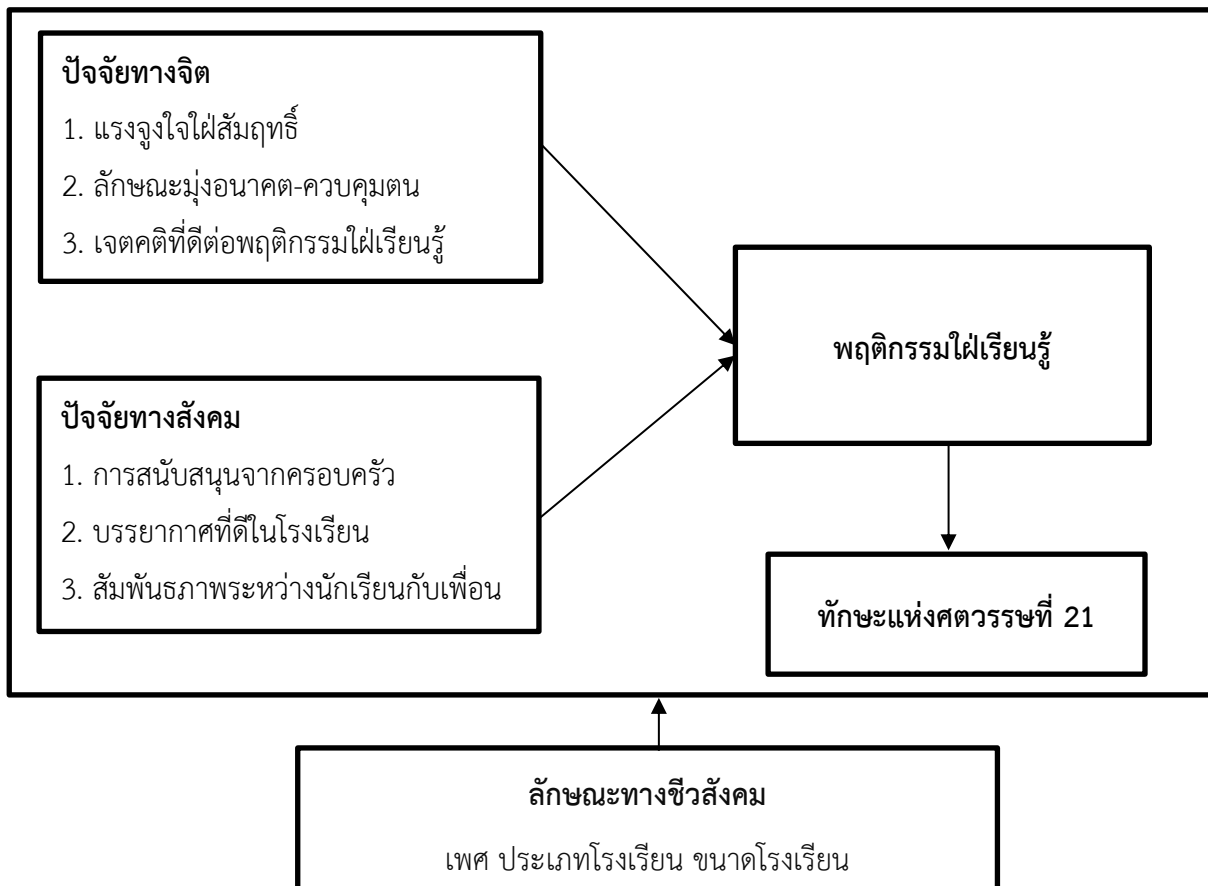 ปัจจัยทางจิต
1. แรงจูงใจใฝ่สัมฤทธิ์
2. ลักษณะมุ่งอนาคต-ควบคุมตน
3. เจตคติที่ดีต่อพฤติกรรมใฝ่เรียนรู้
ปัจจัยทางสังคม
1. การสนับสนุนจากครอบครัว
2. บรรยากาศที่ดีในโรงเรียน
3. สัมพันธภาพระหว่างนักเรียนกับเพื่อน
พฤติกรรมใฝ่เรียนรู้
ทักษะแห่งศตวรรษที่ 21
ลักษณะทางชีวสังคม
เพศ ประเภทโรงเรียน ขนาดโรงเรียน